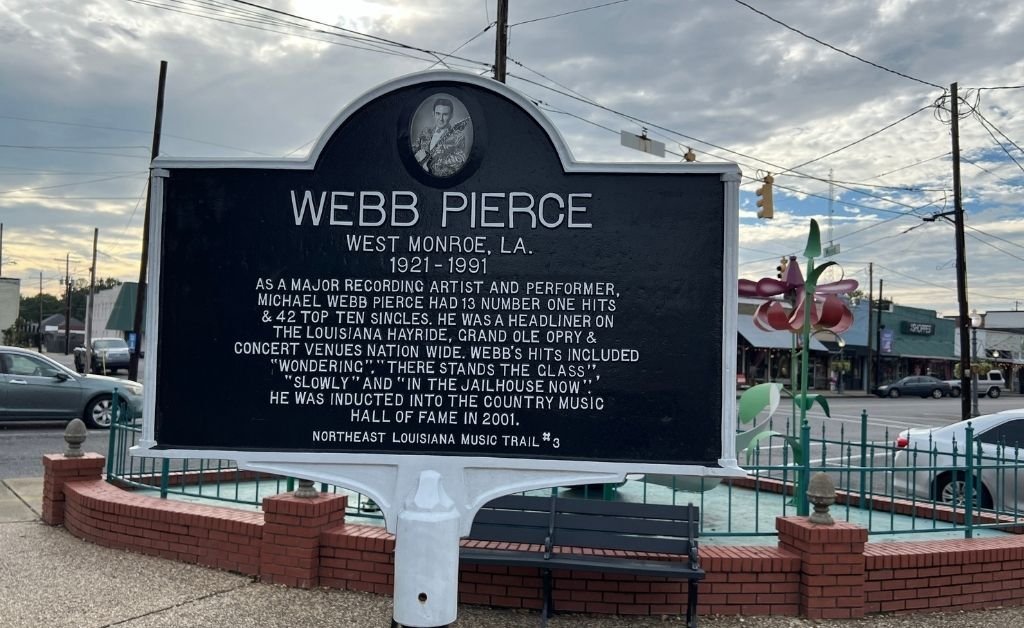 WEBB PIERCE
WEST MONROE, LA.
1921-1991
AS A MAJOR RECORDING ARTIST AND PERFORMER,
MICHAEL WEBB PIERCE HAD 13 NUMBER ONE HITS
& 42 TOP TEN SINGLES. HE WAS A HEADLINER ON
THE LOUISIANA HAYRIDE, GRAND OLE OPRY &
CONCERT VENUES NATION WIDE. WEBB'S HITS INCLUDED
"WONDERING", "THERE STANDS THE GLASS",
"SLOWLY" AND "IN THE JAILHOUSE NOW".
HE WAS INDUCTED INTO THE COUNTRY MUSIC
HALL OF FAME IN 2001.
NORTHEAST LOUISIANA MUSIC TRAIL #3